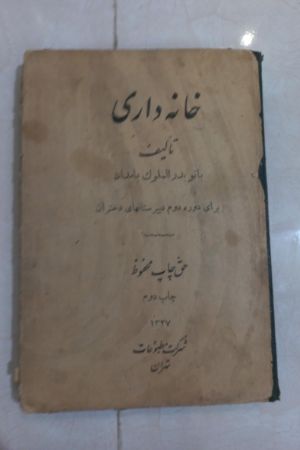 خانه داری
تألیف
بانو بدرالملوک بامداد
برای دوره دوم دبیرستانهای دختران
حق چاپ محفوظ
چاپ دوم
۱۳۲۷
شرکت مطبوعات
تهران